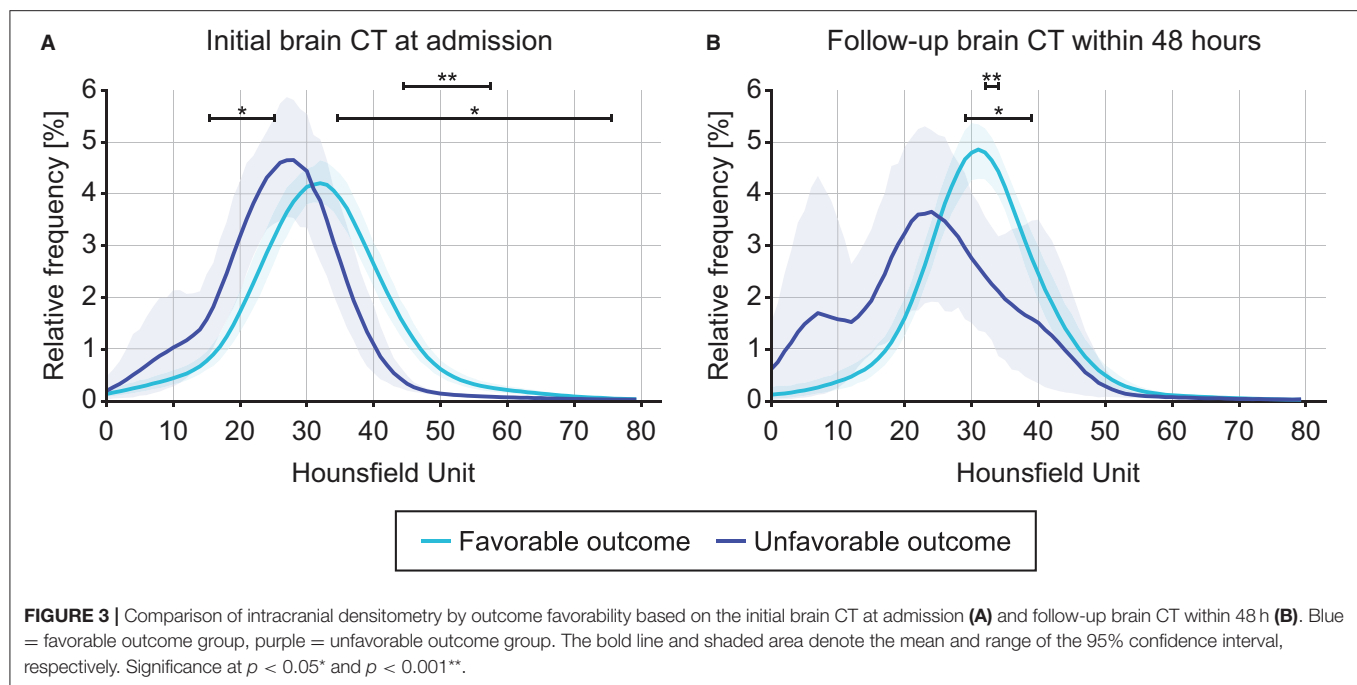 A Initial brain CT at admission
** 
* *
Relative frequency [%]
6
5
4
3
2
1
0
0 10 20 30 40 50 60 70 80
Hounsfield Unit
B Follow-up brain CT within 48 hours
**
*
Relative frequency [%]
6
5
4
3
2
1
0
0 10 20 30 40 50 60 70 80
Hounsfield Unit
Favorable outcome Unfavorable outcome
FIGURE 3 | Comparison of intracranial densitometry by outcome favorability based on the initial brain CT at admission (A) and follow-up brain CT within 48 h (B). Blue
= favorable outcome group, purple = unfavorable outcome group. The bold line and shaded area denote the mean and range of the 95% confidence interval,
respectively. Significance at p < 0.05* and p < 0.001**.